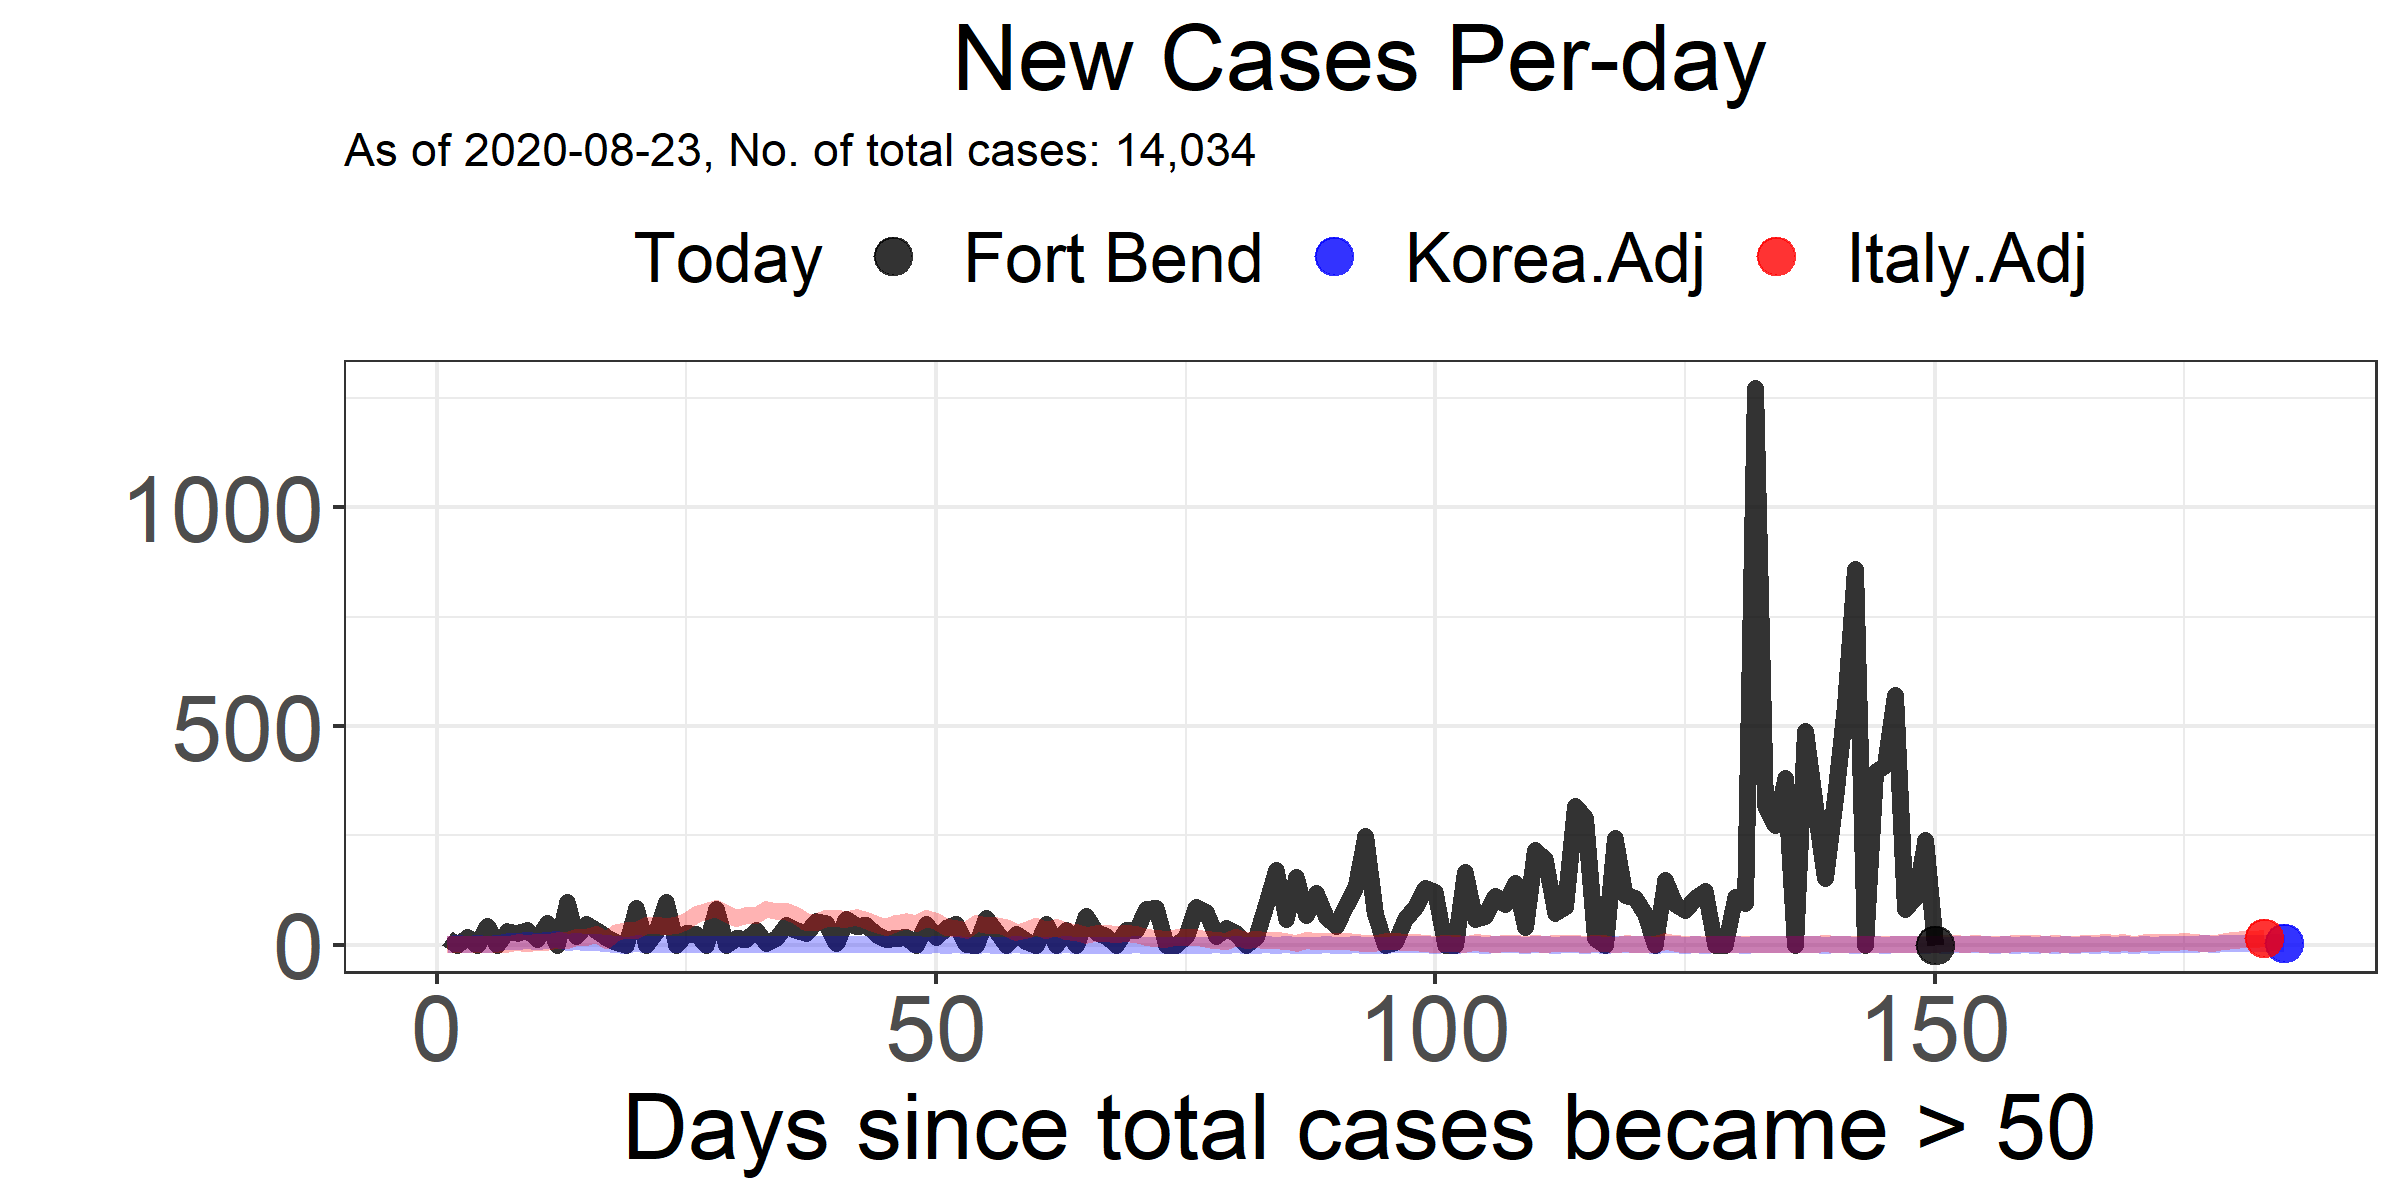 New Cases Per-day
As of 2020-08-23, No. of total cases: 14,034
Today Fort Bend Korea.Adj Italy.Adj
1000
500
0
0 50 100 150
Days since total cases became > 50